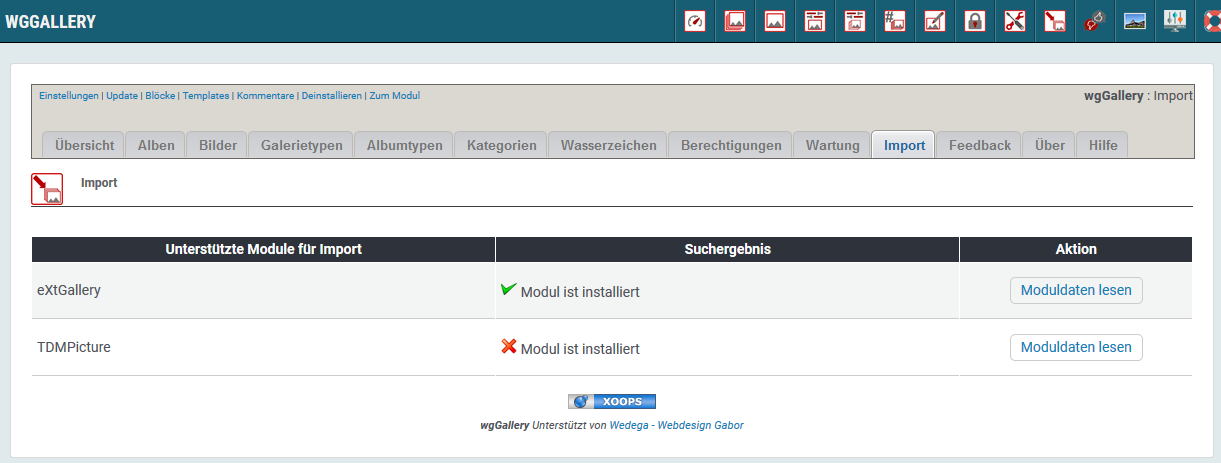 WGGALLERY
Einstellungen | Update | Blöcke | Templates | Kommentare | Deinstallieren | Zum Modul
wgGallery : Import
Übersicht Alben Bilder Galerietypen Albumtypen Kategorien Wasserzeichen Berechtigungen Wartung Import Feedback Über Hilfe
Import
Unterstützte Module für Import Suchergebnis Aktion
eXtGallery Modul ist installiert Moduldaten lesen
TDMPicture Modul ist installiert Moduldaten lesen
XOOPS
wgGallery Unterstützt von Wedega - Webdesign Gabor